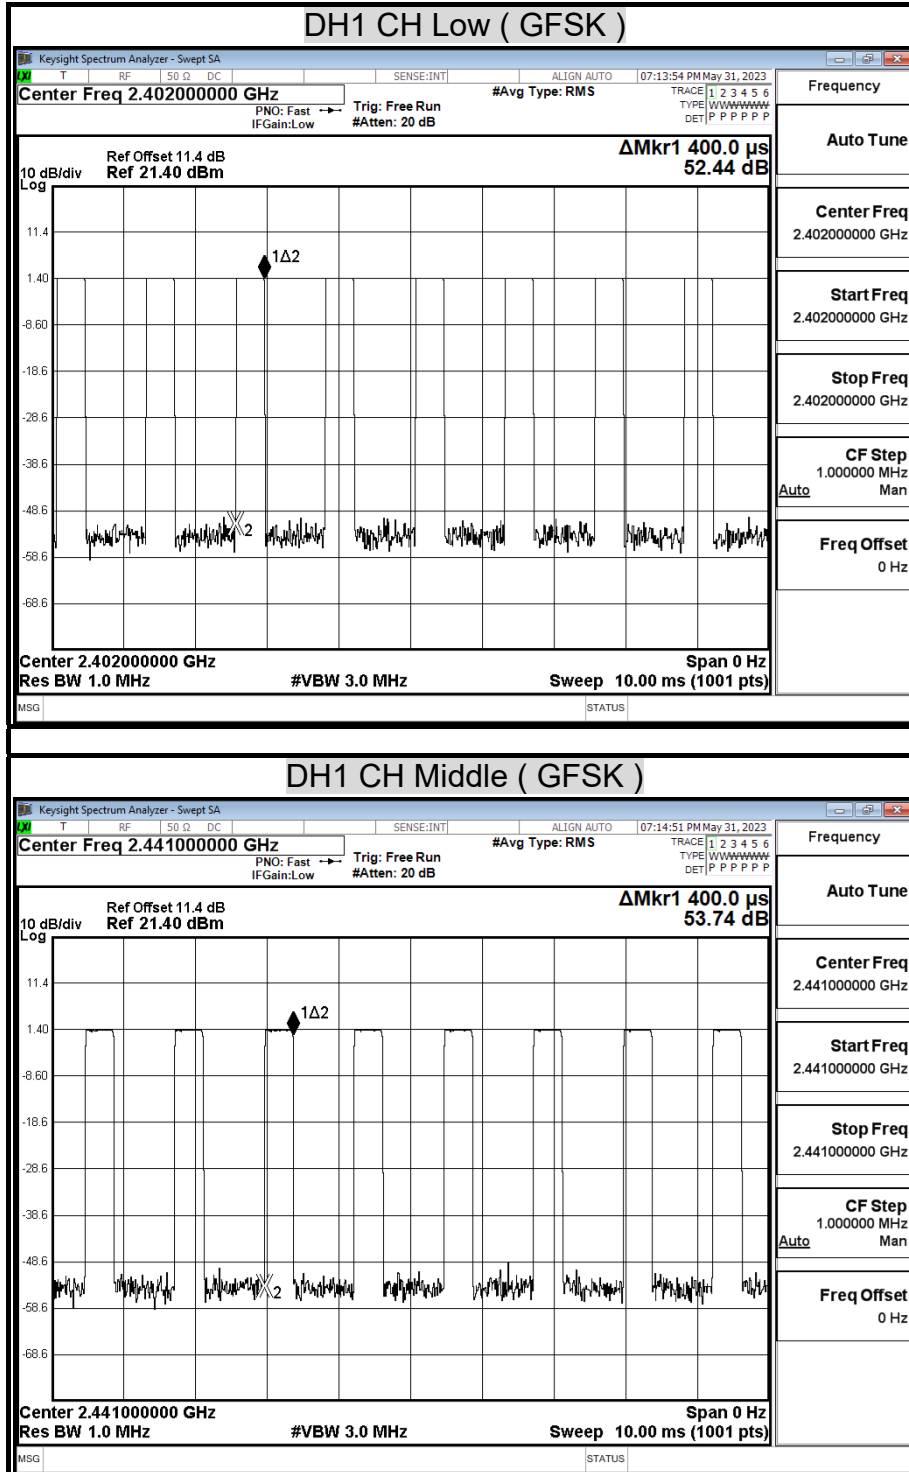 DH1 CH Low ( GFSK )
Keysight Spectrum Analyzer - Swept SA
LXI T RF 50 Ω DC SENSE:INT ALIGN AUTO 07:13:54 PM May 31, 2023
Center Freq 2.402000000 GHz
PNO: Fast
IFGain:Low
Trig: Free Run
#Atten: 20 dB
#Avg Type: RMS
TRACE 1 2 3 4 5 6
TYPE WWWWWW
DET P P P P P P
Frequency
Ref Offset 11.4 dB
10 dB/div Ref 21.40 dBm
Log
ΔMkr1 400.0 µs
52.44 dB
Auto Tune
Center Freq
2.402000000 GHz
Start Freq
2.402000000 GHz
Stop Freq
2.402000000 GHz
CF Step
1.000000 MHz
Auto Man
Freq Offset
0 Hz
11.4
1Δ2
1.40
-8.60
-18.6
-28.6
-38.6
-48.6
X2
-58.6
-68.6
Center 2.402000000 GHz Span 0 Hz
Res BW 1.0 MHz #VBW 3.0 MHz Sweep 10.00 ms (1001 pts)
MSG STATUS
DH1 CH Middle ( GFSK )
Keysight Spectrum Analyzer - Swept SA
LXI T RF 50 Ω DC SENSE:INT ALIGN AUTO 07:14:51 PM May 31, 2023
Center Freq 2.441000000 GHz
PNO: Fast
IFGain:Low
Trig: Free Run
#Atten: 20 dB
#Avg Type: RMS
TRACE 1 2 3 4 5 6
TYPE WWWWWW
DET P P P P P P
Frequency
Ref Offset 11.4 dB
10 dB/div Ref 21.40 dBm
Log
ΔMkr1 400.0 µs
53.74 dB
Auto Tune
Center Freq
2.441000000 GHz
Start Freq
2.441000000 GHz
Stop Freq
2.441000000 GHz
CF Step
1.000000 MHz
Auto Man
Freq Offset
0 Hz
11.4
1Δ2
1.40
-8.60
-18.6
-28.6
-38.6
-48.6
X2
-58.6
-68.6
Center 2.441000000 GHz Span 0 Hz
Res BW 1.0 MHz #VBW 3.0 MHz Sweep 10.00 ms (1001 pts)
MSG STATUS